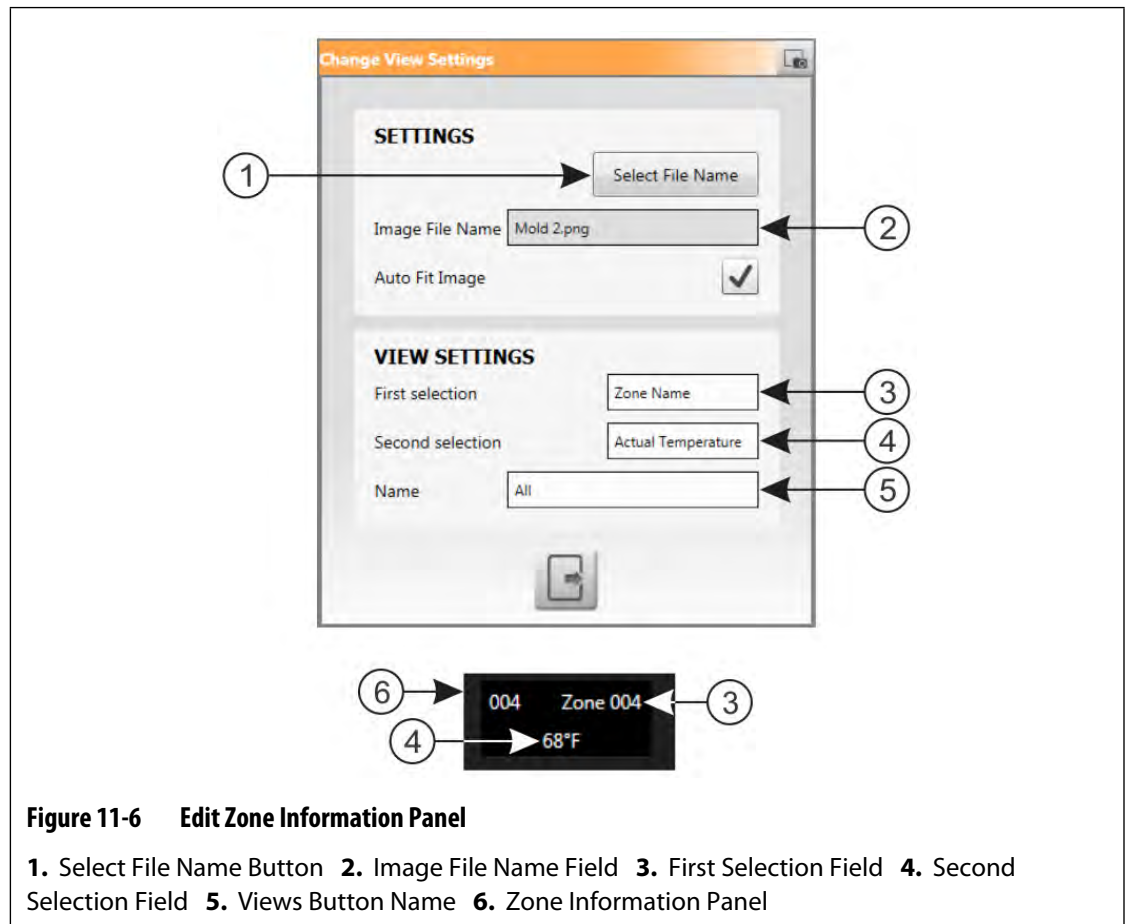 Change View Settings
SETTINGS
1
Select File Name
Image File Name Mold 2.png
2
Auto Fit Image
VIEW SETTINGS
First selection Zone Name
3
Second selection Actual Temperature
4
Name All
5
6
004 Zone 004
3
4
68°F
Figure 11-6 Edit Zone Information Panel
1. Select File Name Button 2. Image File Name Field 3. First Selection Field 4. Second
Selection Field 5. Views Button Name 6. Zone Information Panel